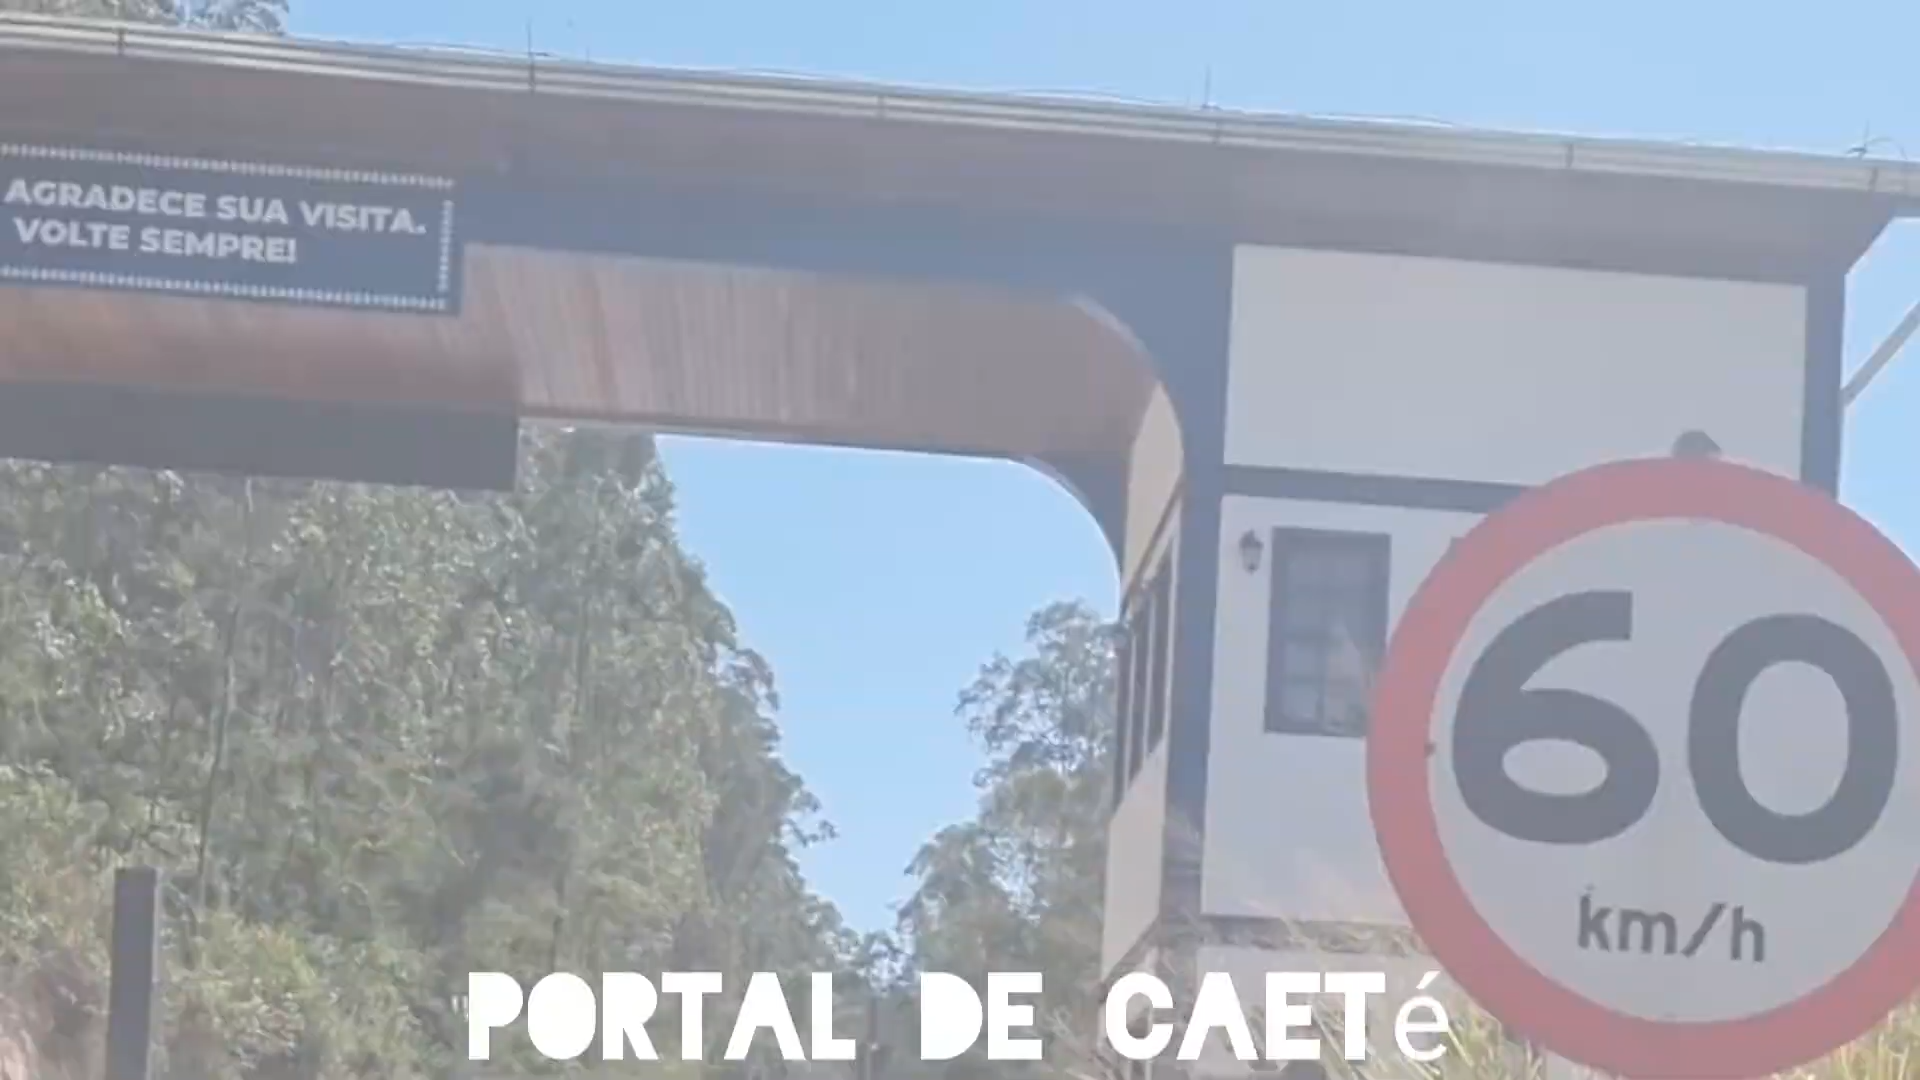 AGRADECE SUA VISITA.
VOLTE SEMPRE!
60
km/h
PORTAL DE CAETé